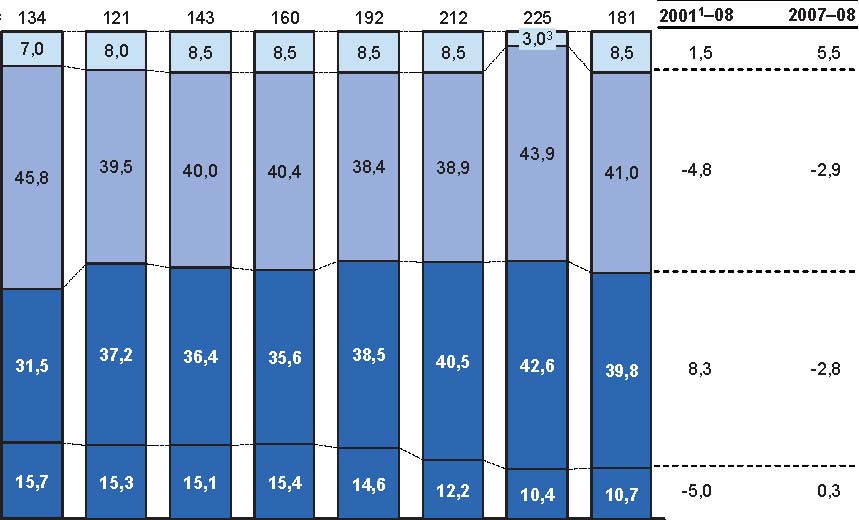 134 121 143 160 192 212 225 181 2001¹–08 2007–08
7,0 8,0 8,5 8,5 8,5 8,5 3,0³ 8,5 1,5 5,5
45,8 39,5 40,0 40,4 38,4 38,9 43,9 41,0 -4,8 -2,9
31,5 37,2 36,4 35,6 38,5 40,5 42,6 39,8 8,3 -2,8
15,7 15,3 15,1 15,4 14,6 12,2 10,4 10,7 -5,0 0,3